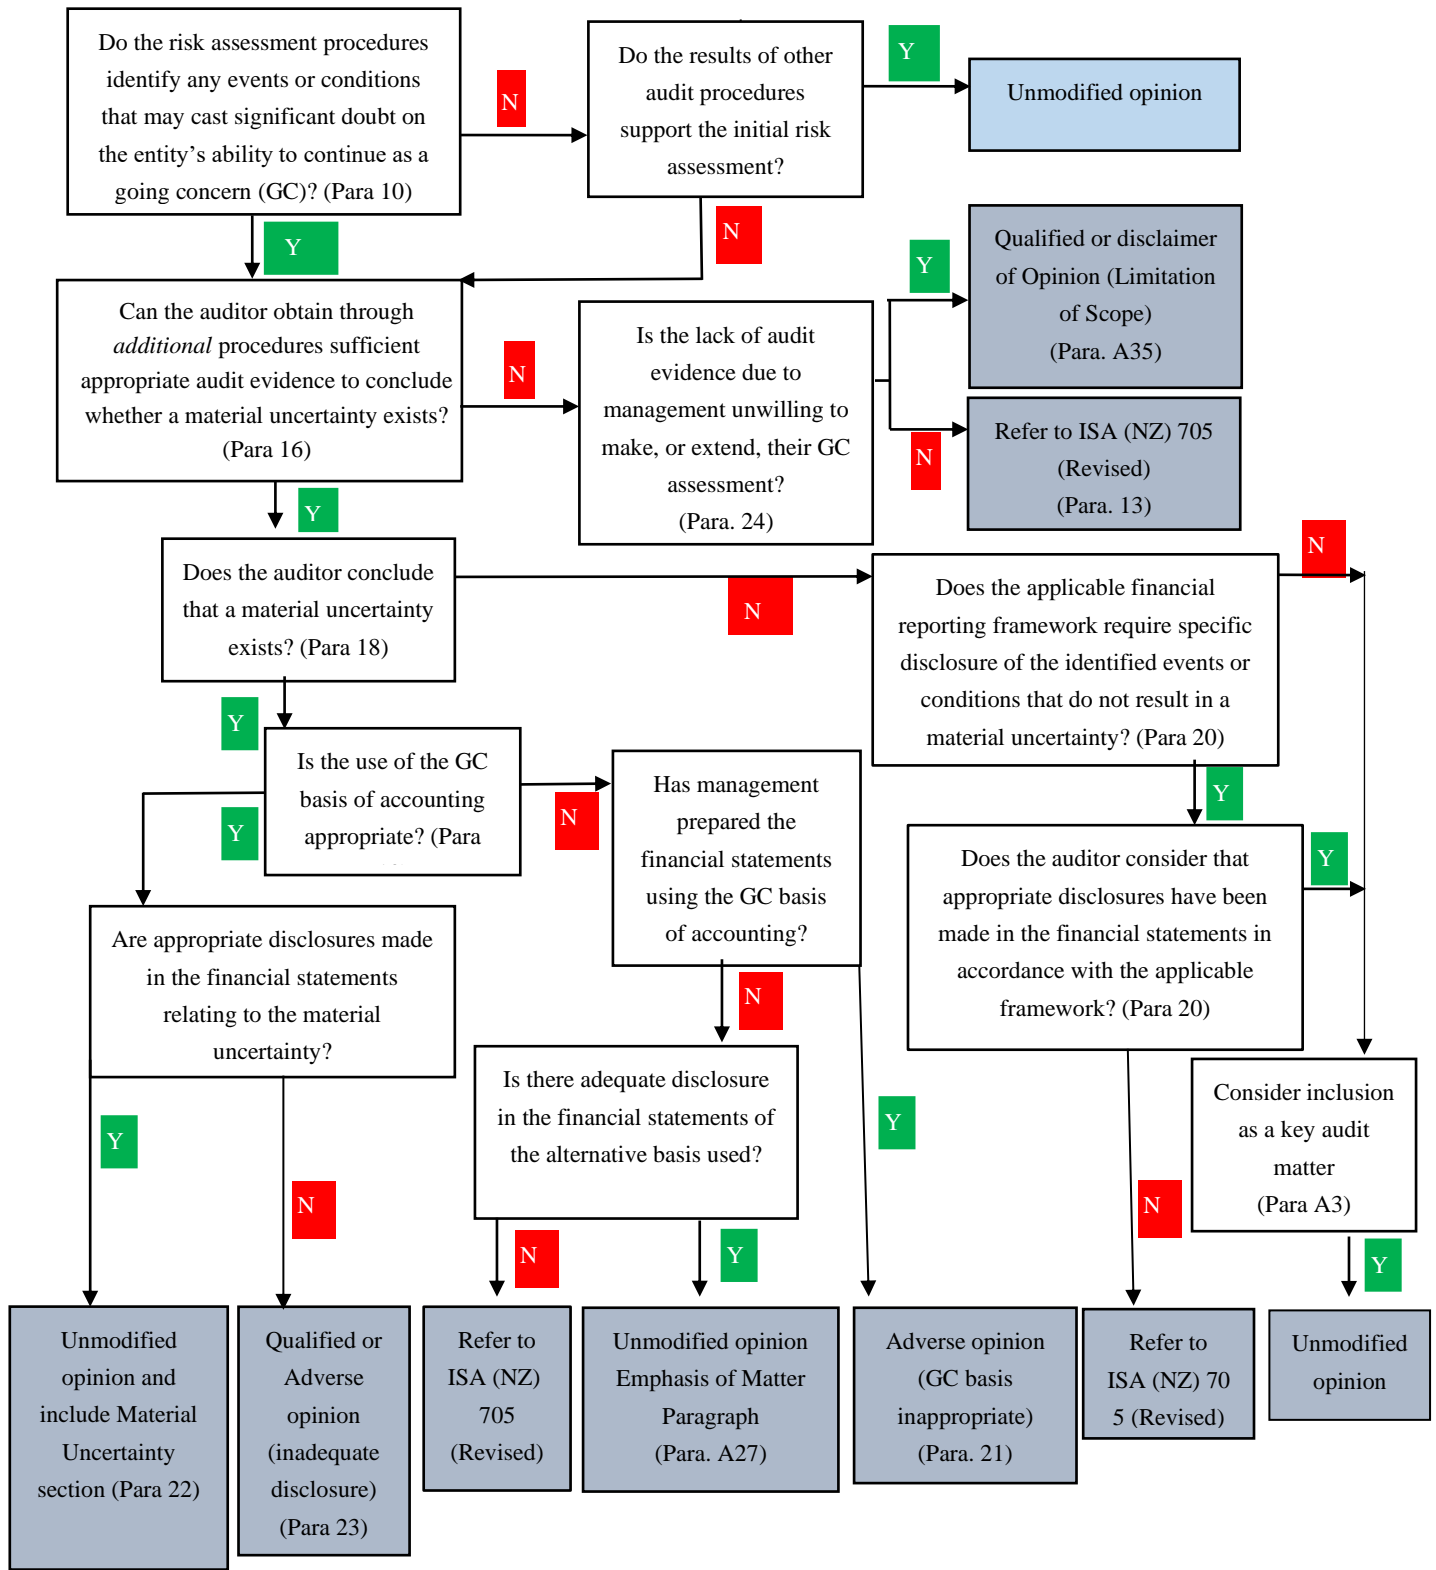 Do the risk assessment procedures
identify any events or conditions
that may cast significant doubt on
the entity's ability to continue as a
going concern (GC)? (Para 10)
N
Do the results of other
audit procedures
support the initial risk
assessment?
Y
Unmodified opinion
Y
N
Can the auditor obtain through
additional procedures sufficient
appropriate audit evidence to conclude
whether a material uncertainty exists?
(Para 16)
N
Is the lack of audit
evidence due to
management unwilling to
make, or extend, their GC
assessment?
(Para. 24)
Y
Qualified or disclaimer
of Opinion (Limitation
of Scope)
(Para. A35)
N
Refer to ISA (NZ) 705
(Revised)
(Para. 13)
Y
Does the auditor conclude
that a material uncertainty
exists? (Para 18)
N
Does the applicable financial
reporting framework require specific
disclosure of the identified events or
conditions that do not result in a
material uncertainty? (Para 20)
N
Y
Is the use of the GC
basis of accounting
appropriate? (Para
Y
N
Has management
prepared the
financial statements
using the GC basis
of accounting?
Y
Does the auditor consider that
appropriate disclosures have been
made in the financial statements in
accordance with the applicable
framework? (Para 20)
Y
Are appropriate disclosures made
in the financial statements
relating to the material
uncertainty?
N
Is there adequate disclosure
in the financial statements of
the alternative basis used?
Y
Consider inclusion
as a key audit
matter
(Para A3)
Y
N
N
Y
N
Y
Unmodified
opinion and
include Material
Uncertainty
section (Para 22)
Qualified or
Adverse
opinion
(inadequate
disclosure)
(Para 23)
Refer to
ISA (NZ)
705
(Revised)
Unmodified opinion
Emphasis of Matter
Paragraph
(Para. A27)
Adverse opinion
(GC basis
inappropriate)
(Para. 21)
Refer to
ISA (NZ) 70
5 (Revised)
Unmodified
opinion